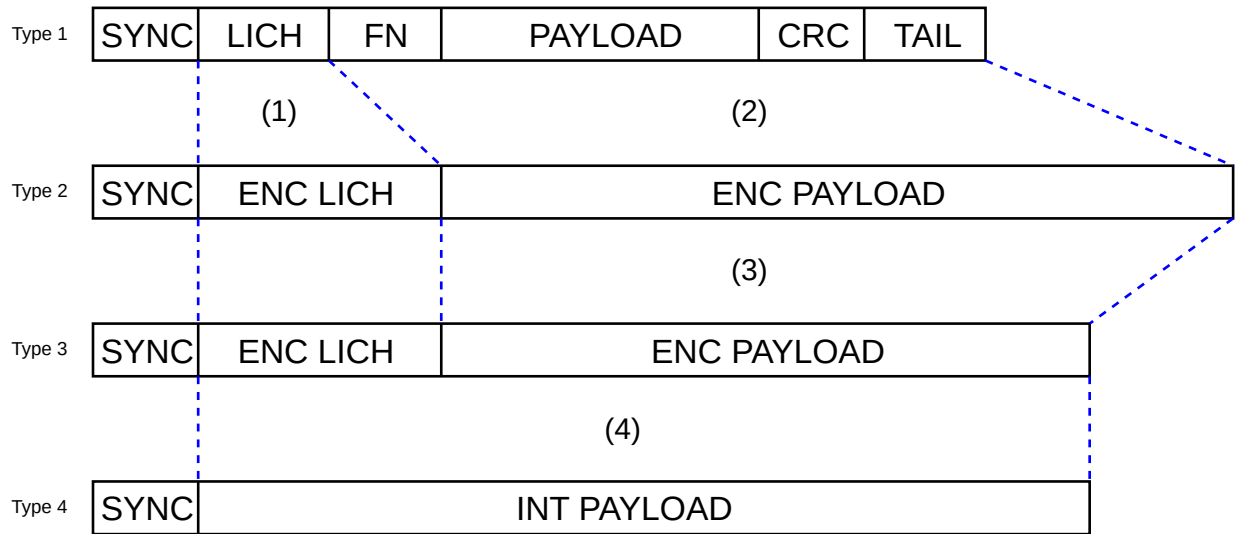 Type 1 SYNC LICH FN PAYLOAD CRC TAIL
(1) (2)
Type 2 SYNC ENC LICH ENC PAYLOAD
(3)
Type 3 SYNC ENC LICH ENC PAYLOAD
(4)
Type 4 SYNC INT PAYLOAD